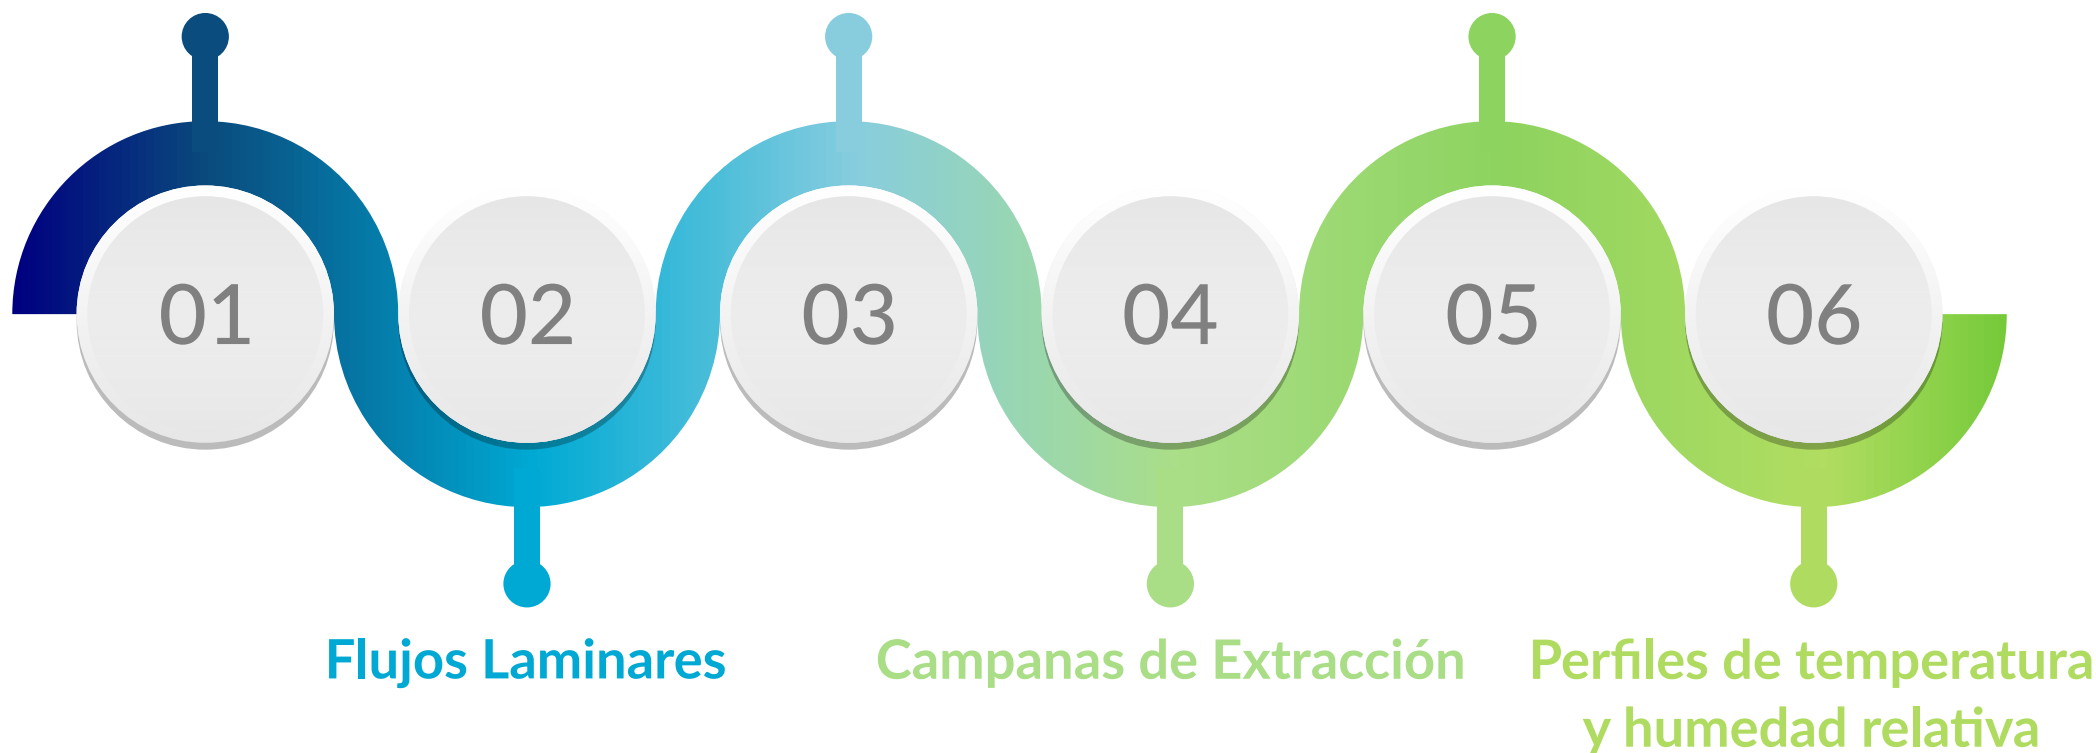 01 02 03 04 05 06
Flujos Laminares
Campanas de Extracción
Perfiles de temperatura
y humedad relativa